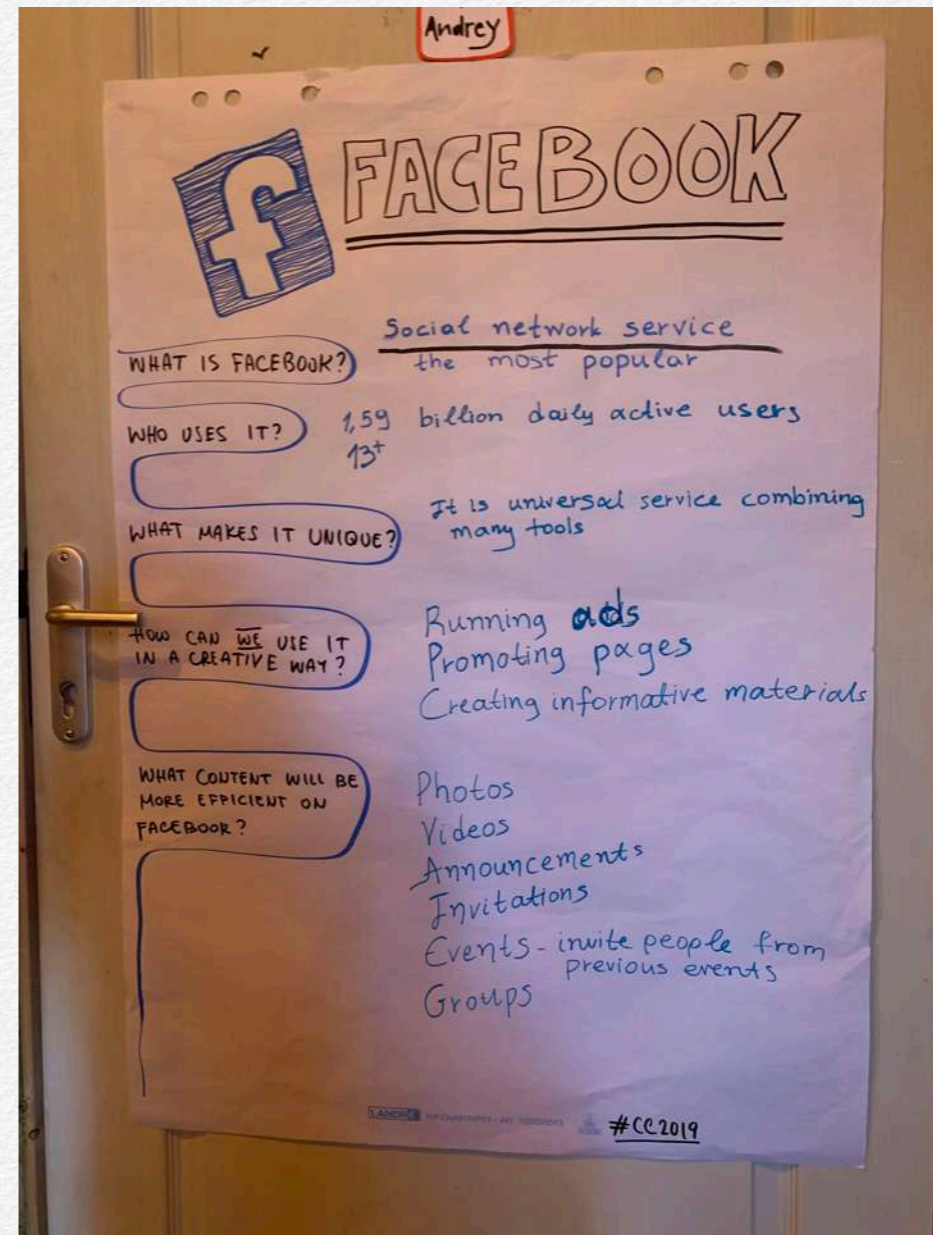 Andrey
f FACEBOOK
WHAT IS FACEBOOK?
Social network service
the most popular
WHO USES IT?
1,59 billion daily active users
13+
WHAT MAKES IT UNIQUE?
It is universal service combining
many tools
HOW CAN WE USE IT
IN A CREATIVE WAY?
Running ads
Promoting pages
Creating informative materials
WHAT CONTENT WILL BE
MORE EFFICIENT ON
FACEBOOK?
Photos
Videos
Announcements
Invitations
Events - invite people from
previous events
Groups
LANDRÉ
#CC2019